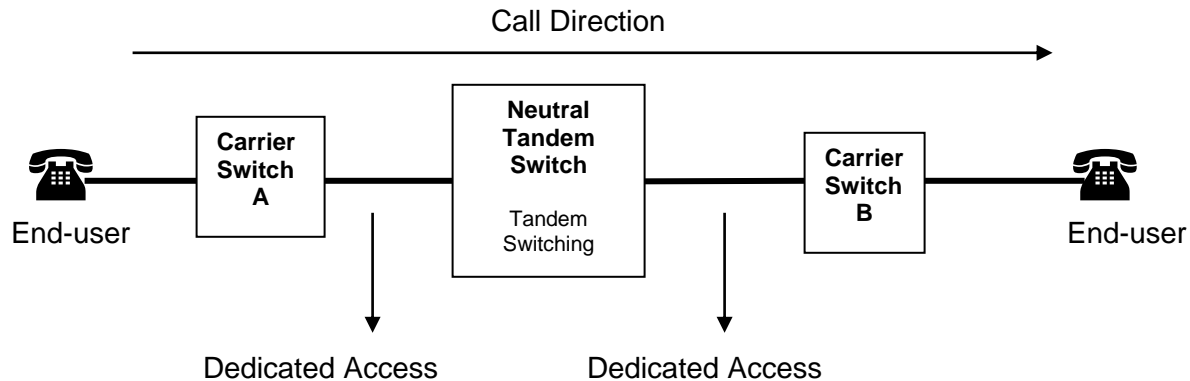 Call Direction
Carrier
Switch
A
Neutral
Tandem
Switch
Tandem
Switching
Carrier
Switch
B
End-user
End-user
Dedicated Access
Dedicated Access